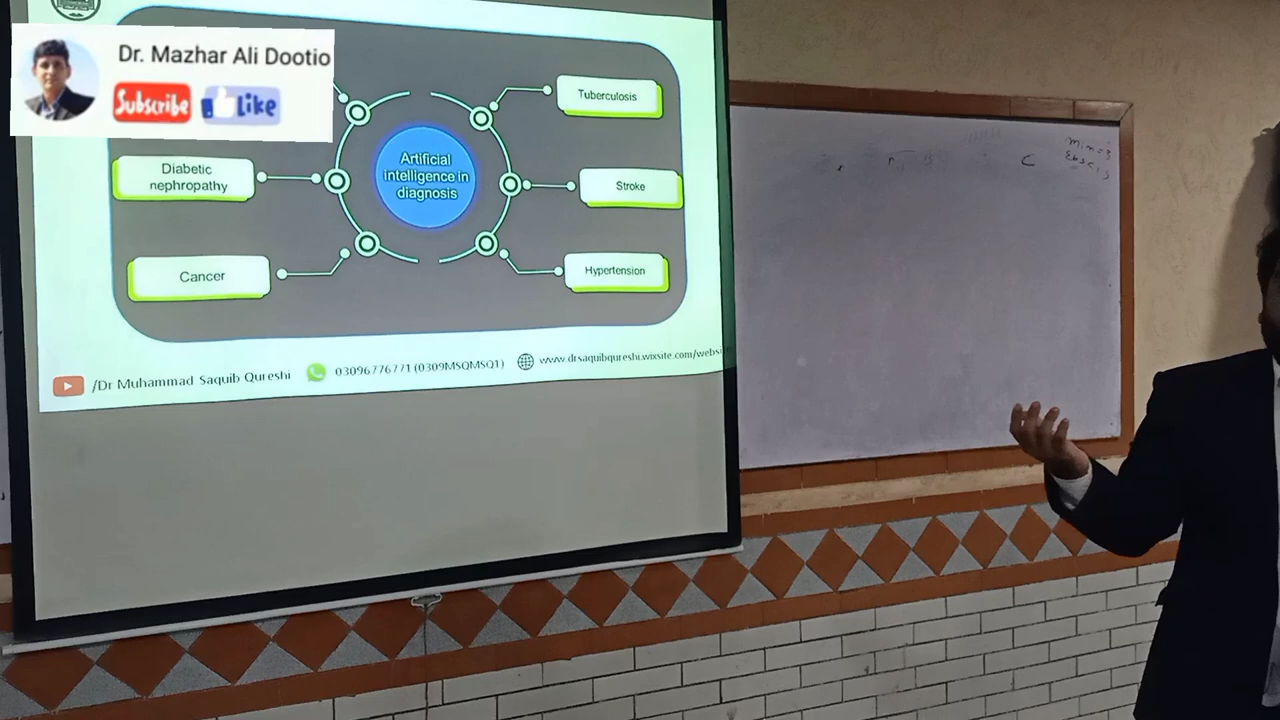 Dr. Mazhar Ali Dootio
Subscribe
Like
Tuberculosis
Artificial
intelligence in
diagnosis
Diabetic
nephropathy
Stroke
Cancer
Hypertension
/Dr Muhammad Saquib Qureshi
03096776771 (0309MSQMSQ1)
www.drsaquibqureshi.wixsite.com/webs
C